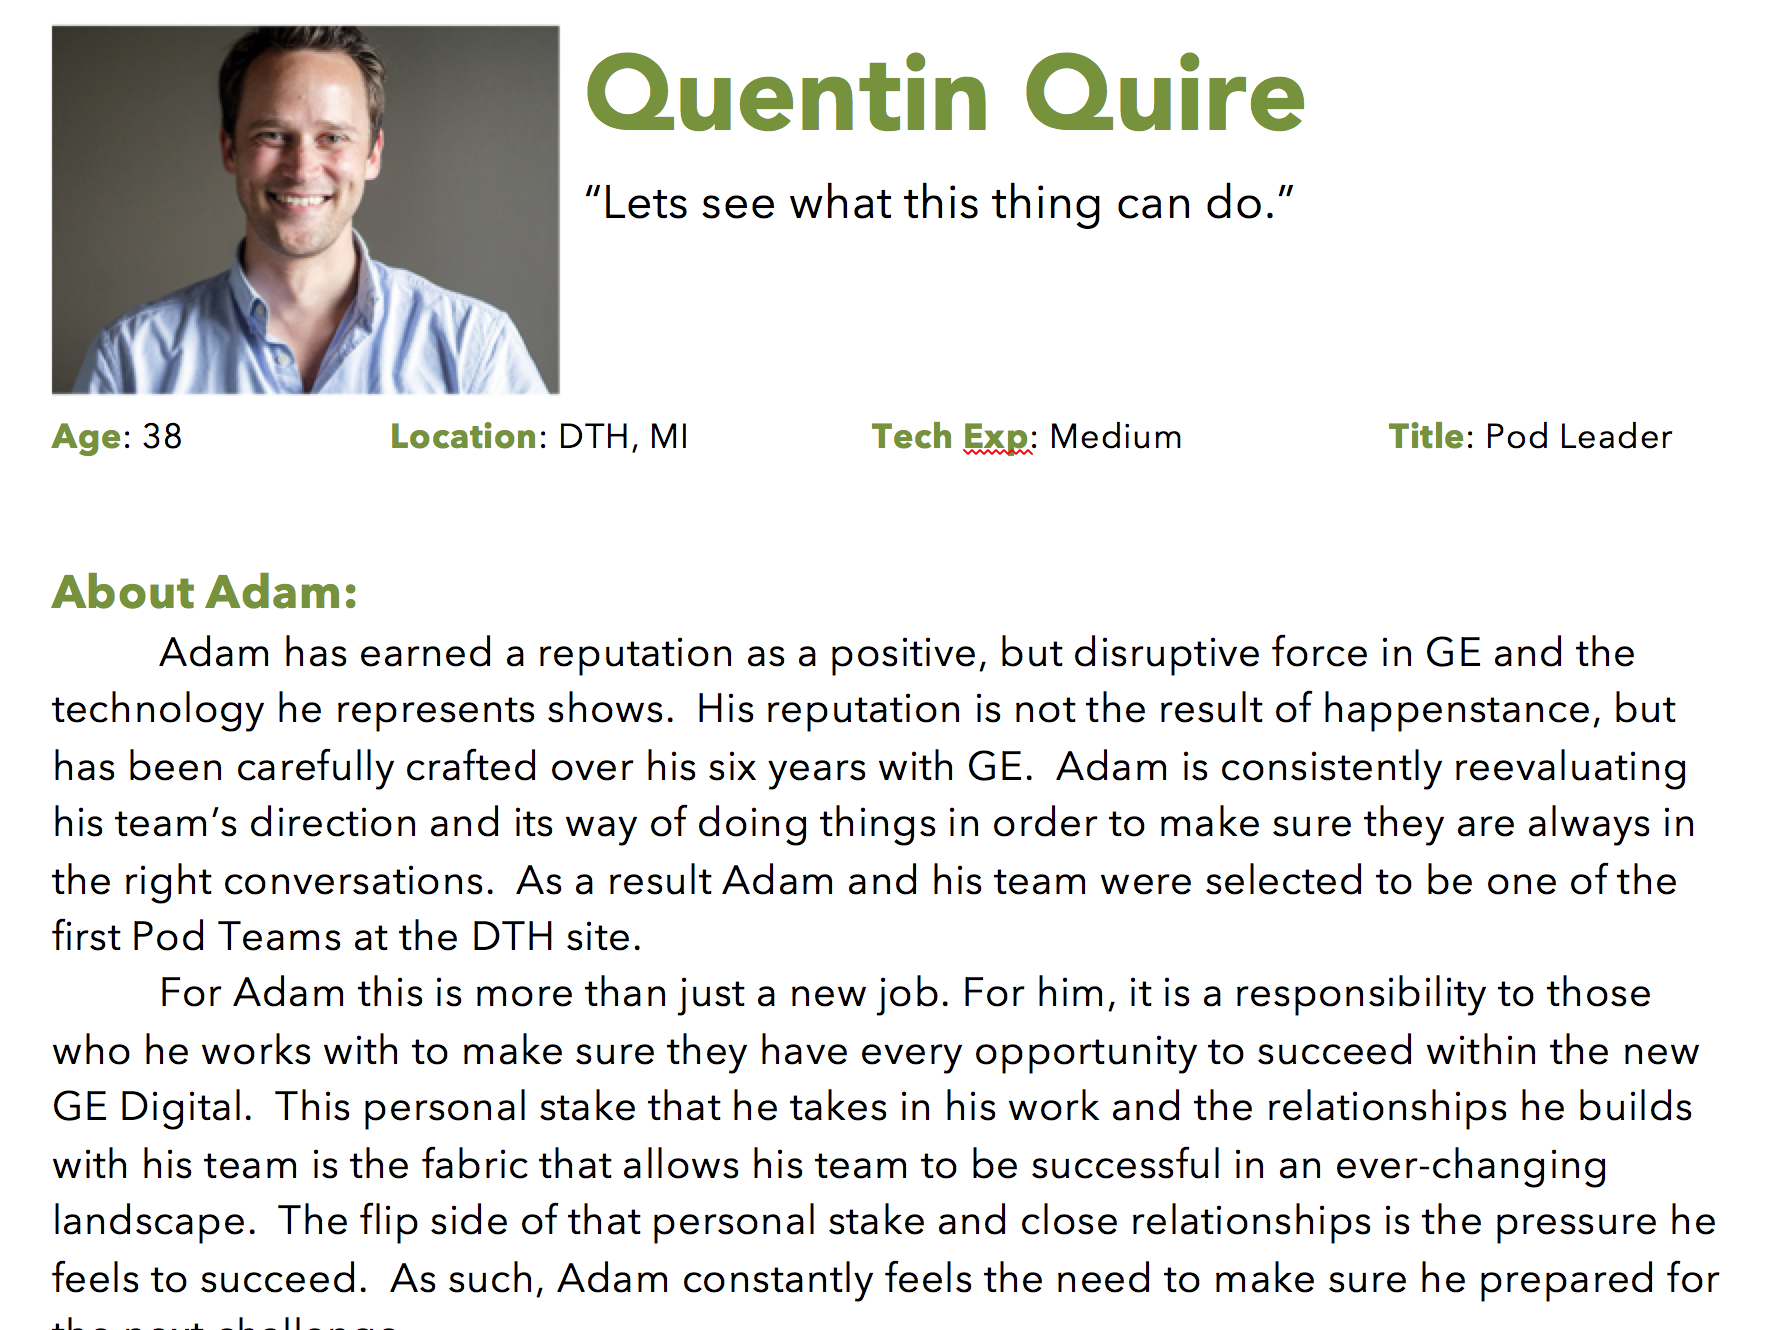 Quentin Quire
“Lets see what this thing can do.”
Age: 38 Location: DTH, MI Tech Exp: Medium Title: Pod Leader
About Adam:
Adam has earned a reputation as a positive, but disruptive force in GE and the
technology he represents shows.  His reputation is not the result of happenstance, but
has been carefully crafted over his six years with GE.  Adam is consistently reevaluating
his team’s direction and its way of doing things in order to make sure they are always in
the right conversations.  As a result Adam and his team were selected to be one of the
first Pod Teams at the DTH site.
For Adam this is more than just a new job. For him, it is a responsibility to those
who he works with to make sure they have every opportunity to succeed within the new
GE Digital.  This personal stake that he takes in his work and the relationships he builds
with his team is the fabric that allows his team to be successful in an ever-changing
landscape.  The flip side of that personal stake and close relationships is the pressure he
feels to succeed.  As such, Adam constantly feels the need to make sure he prepared for
the next challenge